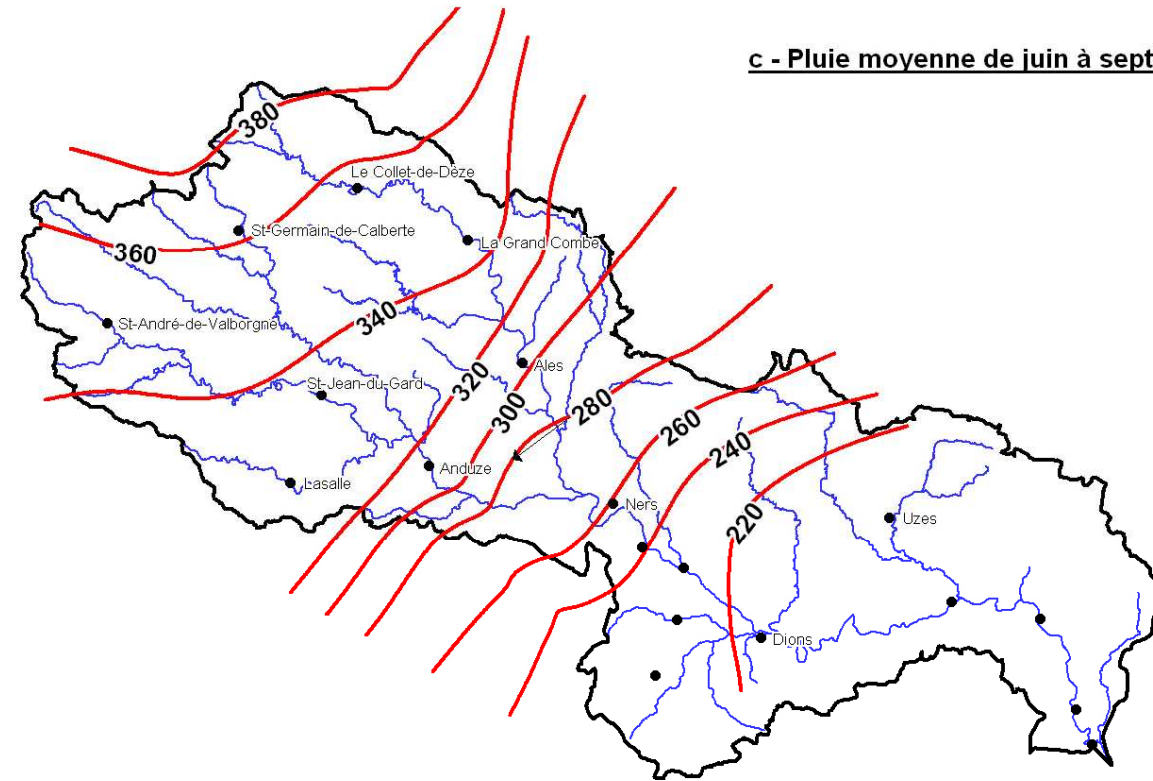 c - Pluie moyenne de juin à sept
380
Le Collet-de-Dèze
St-Germain-de-Calberte
La Grand Combe
360
340
St-André-de-Valborgne
Ales
320
St-Jean-du-Gard
300
280
260
240
Anduze
Lasalle
Ners
220
Uzes
Dions